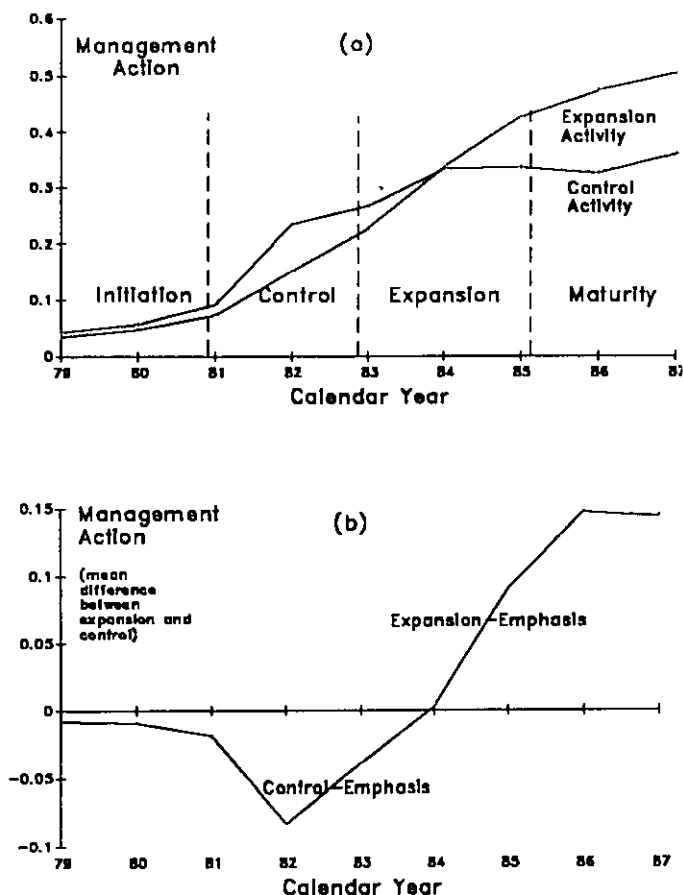 0.6
Management
Action
(a)
0.5
Expansion
Activity
0.4
0.3
Control
Activity
0.2
0.1
Initiation
Control
Expansion
Maturity
0
79 80 81 82 83 84 85 86 87
Calendar Year
0.15
Management
Action
(b)
(mean
difference
between
expansion and
control)
0.1
Expansion-Emphasis
0.05
0
-0.05
Control-Emphasis
-0.1
79 80 81 82 83 84 85 86 87
Calendar Year